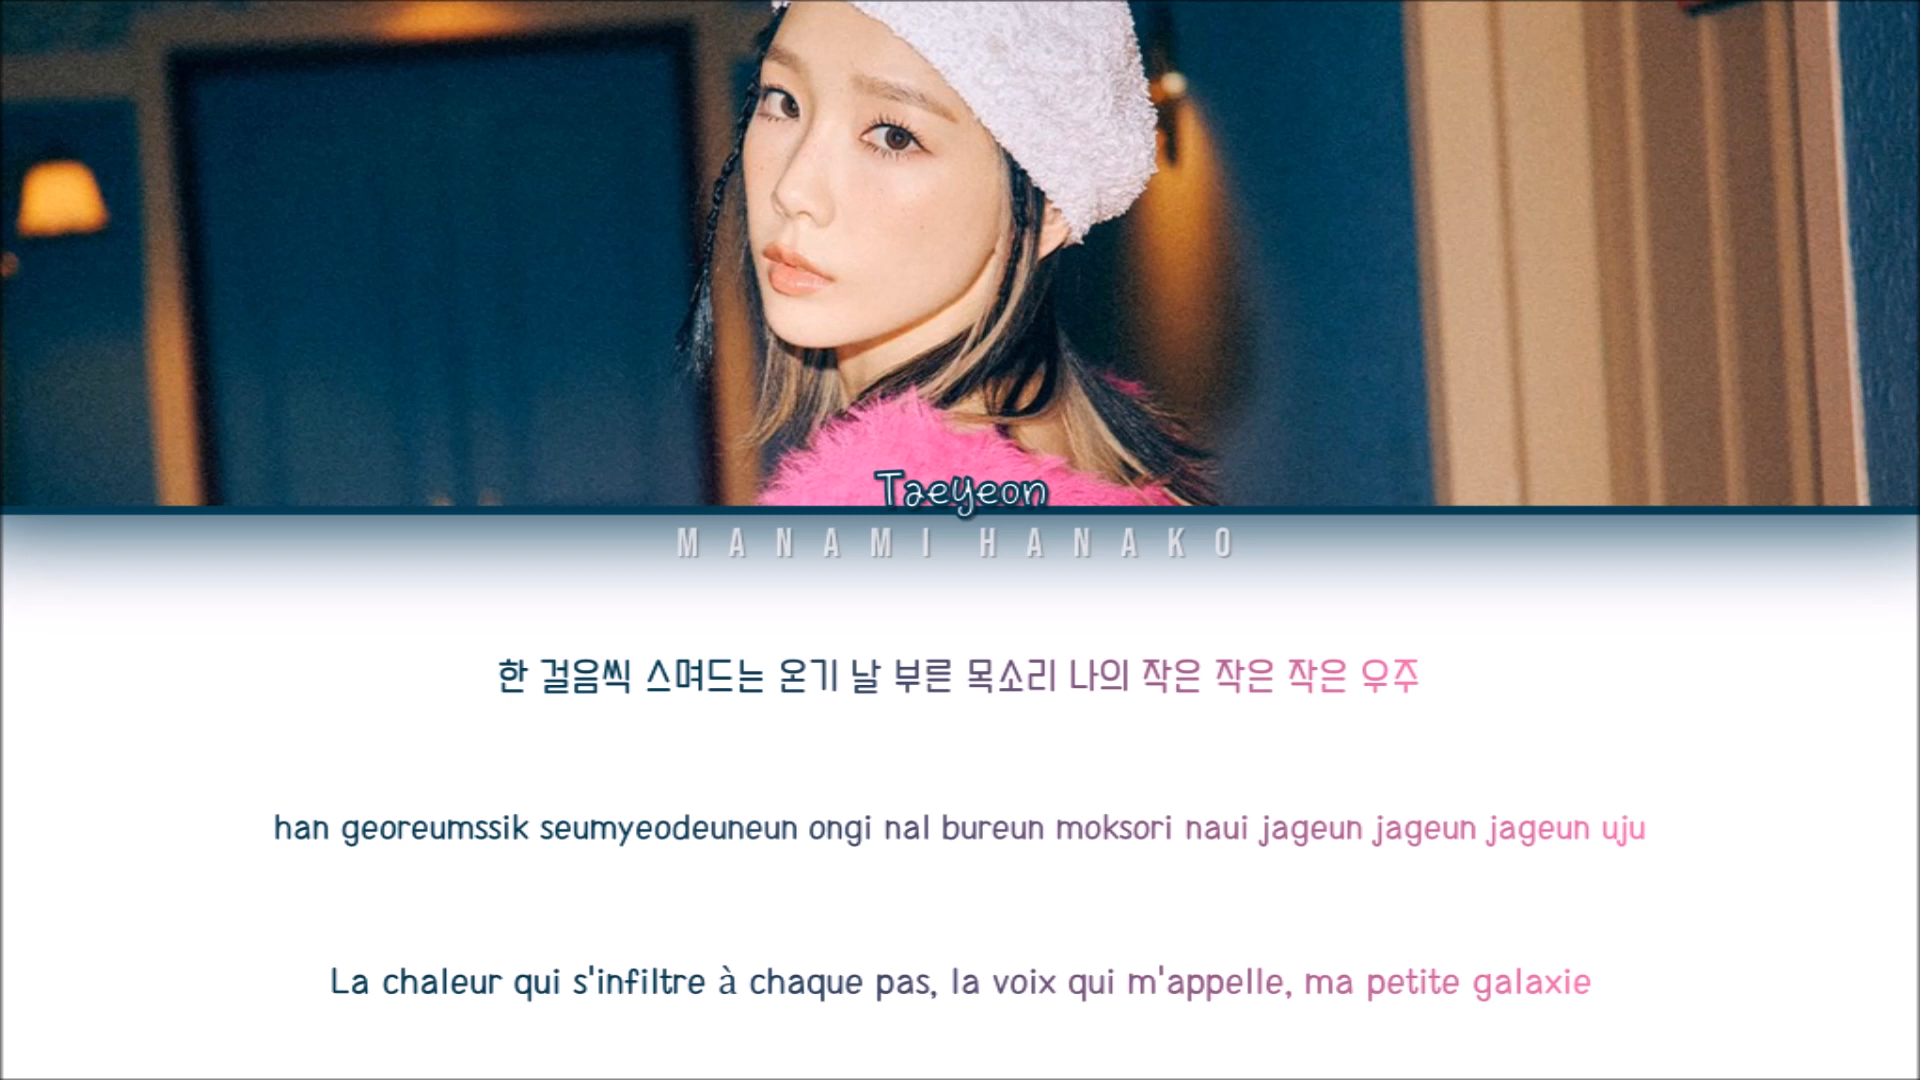 Taeyeon
MANAMI HANAKO
한 걸음씩 스며드는 온기 날 부른 목소리 나의 작은 작은 작은 우주
han georeumssik seumyeodeuneun ongi nal bureun moksori naui jageun jageun jageun uju
La chaleur qui s'infiltre à chaque pas, la voix qui m'appelle, ma petite galaxie